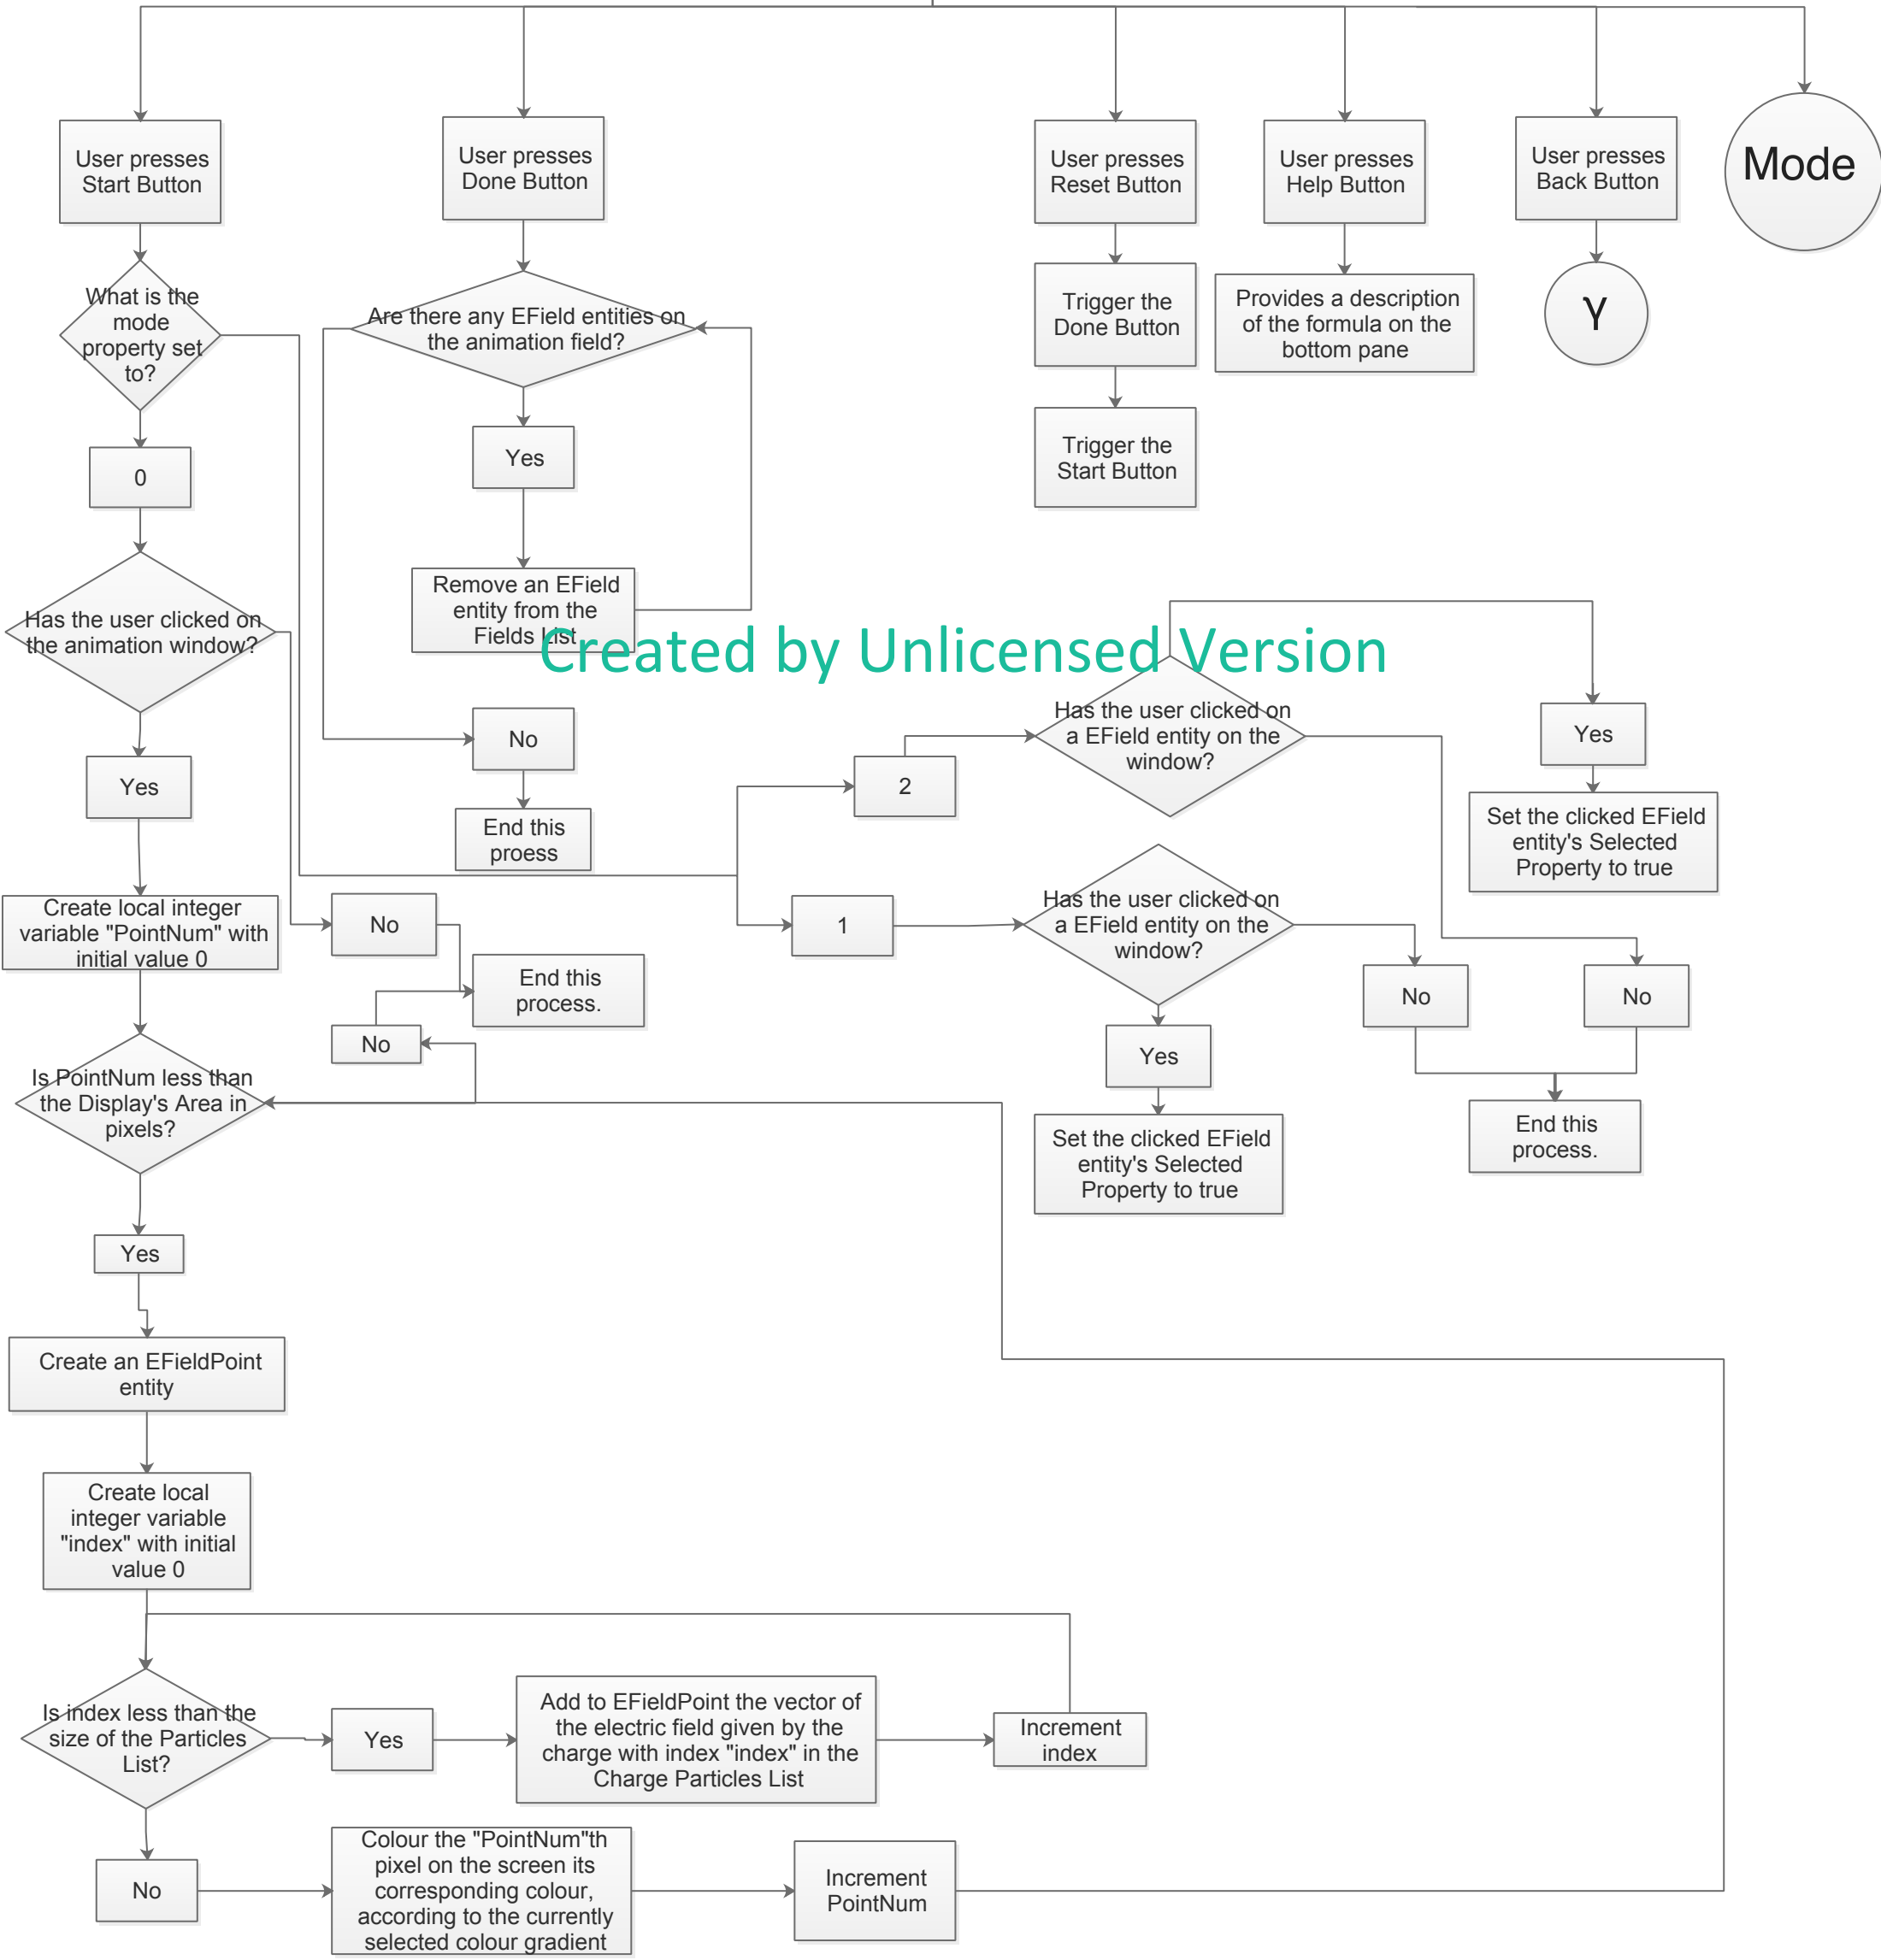 User presses
Start Button
User presses
Done Button
User presses
Reset Button
User presses
Help Button
User presses
Back Button
Mode
What is the
mode
property set
to?
Are there any EField entities on
the animation field?
Trigger the
Done Button
Provides a description
of the formula on the
bottom pane
γ
0
Yes
Trigger the
Start Button
Has the user clicked on
the animation window?
Remove an EField
entity from the
Fields List
Created by Unlicensed Version
Yes
No
End this
proess
2
Has the user clicked on
a EField entity on the
window?
Yes
Set the clicked EField
entity's Selected
Property to true
Create local integer
variable "PointNum" with
initial value 0
No
End this
process.
No
1
Has the user clicked on
a EField entity on the
window?
No
No
Yes
Set the clicked EField
entity's Selected
Property to true
End this
process.
Is PointNum less than
the Display's Area in
pixels?
Yes
Create an EFieldPoint
entity
Create local
integer variable
"index" with initial
value 0
Is index less than the
size of the Particles
List?
Yes
Add to EFieldPoint the vector of
the electric field given by the
charge with index "index" in the
Charge Particles List
Increment
index
No
Colour the "PointNum"th
pixel on the screen its
corresponding colour,
according to the currently
selected colour gradient
Increment
PointNum